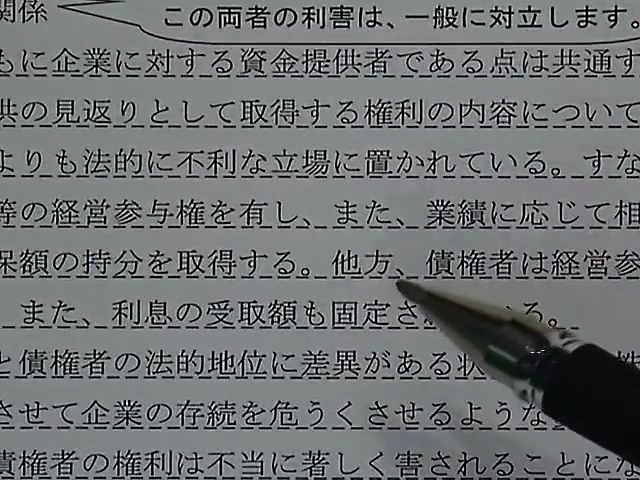 関係
この両者の利害は、一般に対立します。
もに企業に対する資金提供者である点は共通す
供の見返りとして取得する権利の内容について
よりも法的に不利な立場に置かれている。すな
等の経営参与権を有し、また、業績に応じて相
保額の持分を取得する。他方、債権者は経営参
また、利息の受取額も固定さ る。
と債権者の法的地位に差異がある状
させて企業の存続を危うくさせるような
債権者の権利は不当に著しく害されることにな